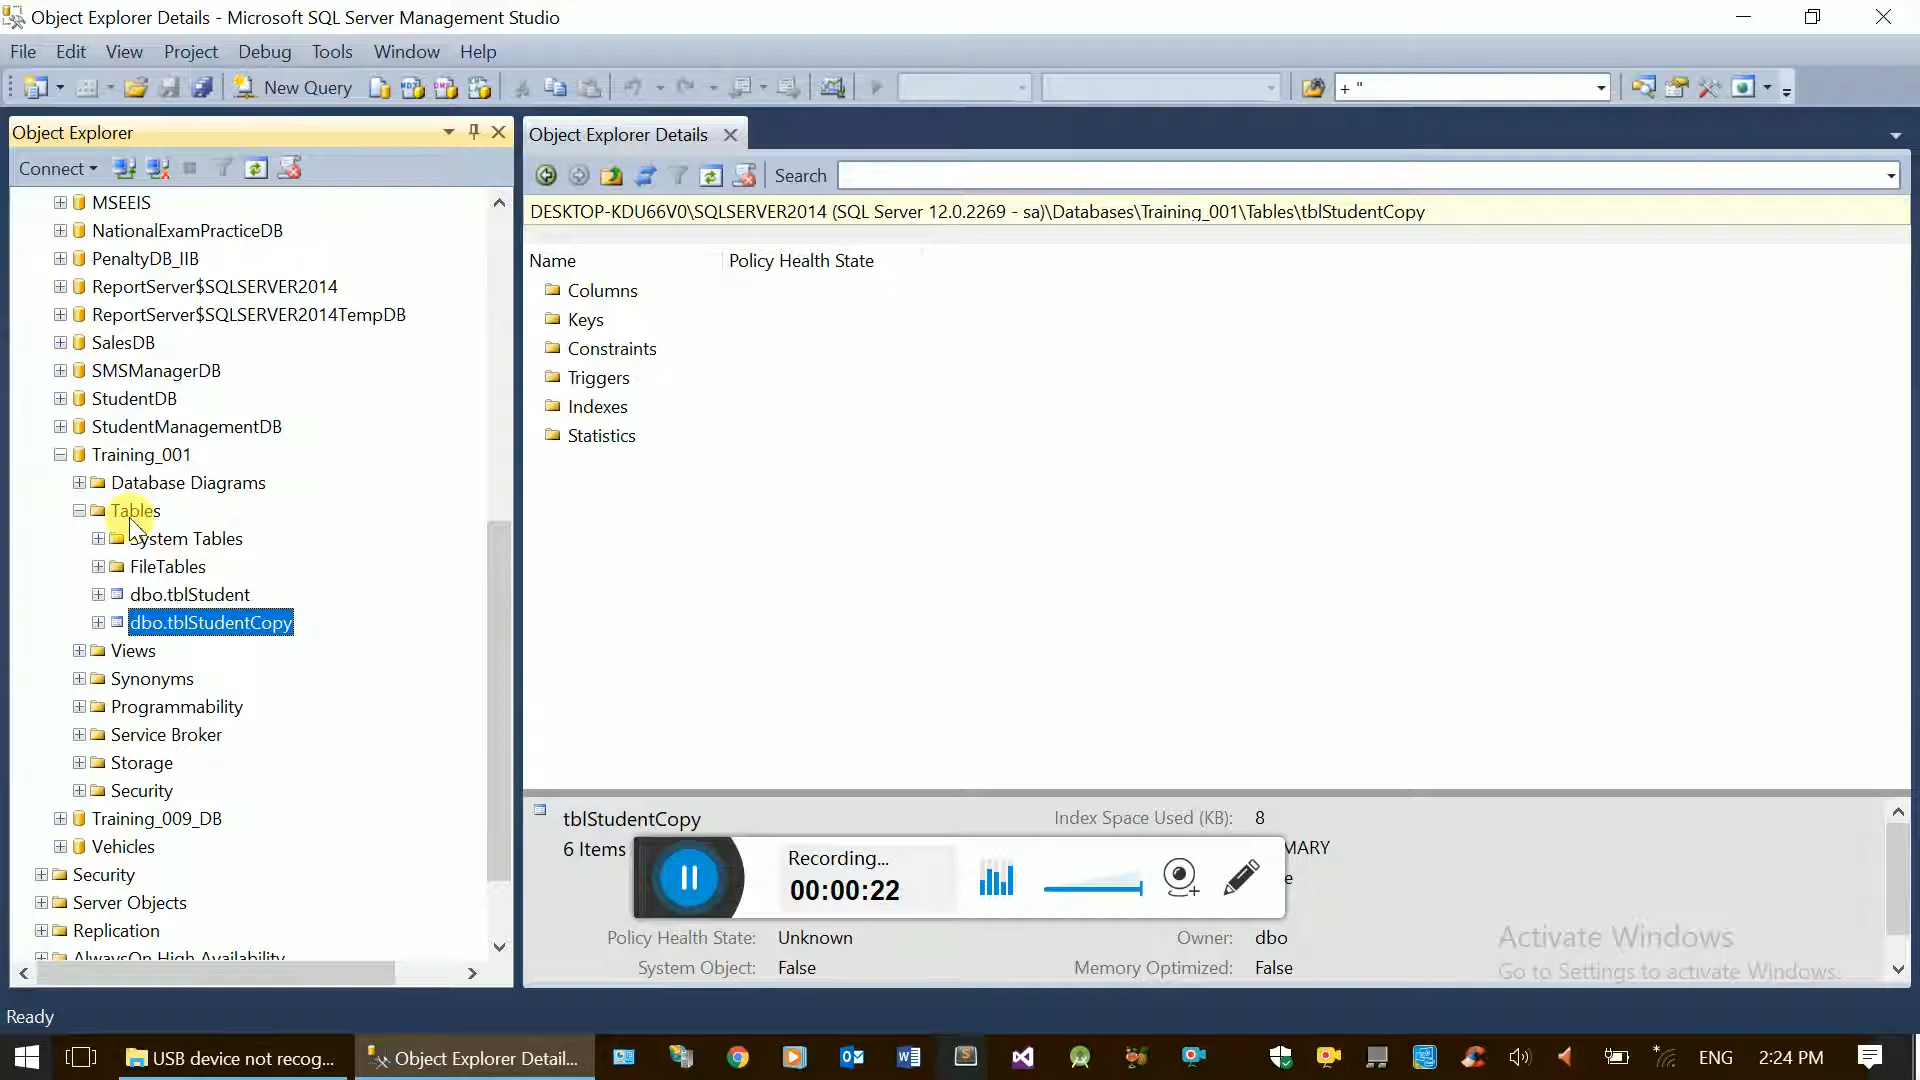 Object Explorer Details - Microsoft SQL Server Management Studio
File Edit View Project Debug Tools Window Help
New Query
+ "
Object Explorer
Connect
MSEEIS
NationalExamPracticeDB
PenaltyDB_IIB
ReportServer$SQLSERVER2014
ReportServer$SQLSERVER2014TempDB
SalesDB
SMSManagerDB
StudentDB
StudentManagementDB
Training_001
Database Diagrams
Tables
System Tables
FileTables
dbo.tblStudent
dbo.tblStudentCopy
Views
Synonyms
Programmability
Service Broker
Storage
Security
Training_009_DB
Vehicles
Security
Server Objects
Replication
AlwaysOn High Availability
Object Explorer Details
Search
DESKTOP-KDU66V0\SQLSERVER2014 (SQL Server 12.0.2269 - sa)\Databases\Training_001\Tables\tblStudentCopy
Name Policy Health State
Columns
Keys
Constraints
Triggers
Indexes
Statistics
tblStudentCopy Index Space Used (KB): 8
6 Items
Recording...
00:00:22
Policy Health State: Unknown Owner: dbo
System Object: False Memory Optimized: False
Activate Windows
Go to Settings to activate Windows.
Ready
USB device not recog... Object Explorer Detail... ENG 2:24 PM